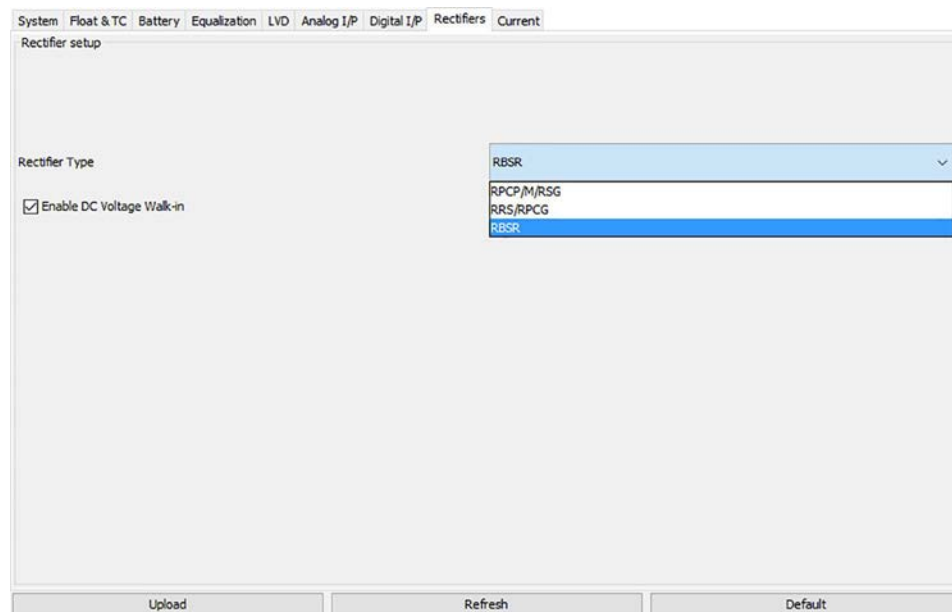 System Float & TC Battery Equalization LVD Analog I/P Digital I/P Rectifiers Current
Rectifier setup
Rectifier Type RBSR
RPCP/M/RSG
Enable DC Voltage Walk-in RRS/RPCG
RBSR
Upload Refresh Default